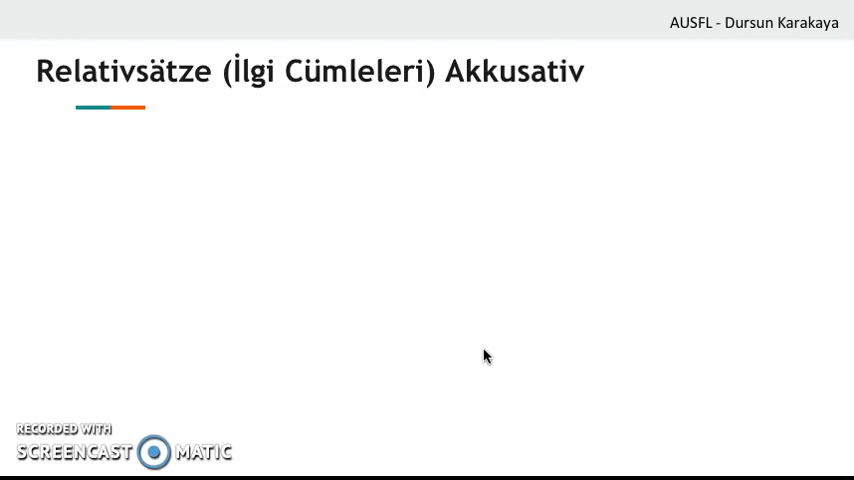 AUSFL - Dursun Karakaya
Relativsätze (İlgi Cümleleri) Akkusativ
RECORDED WITH
SCREENCAST MATIC